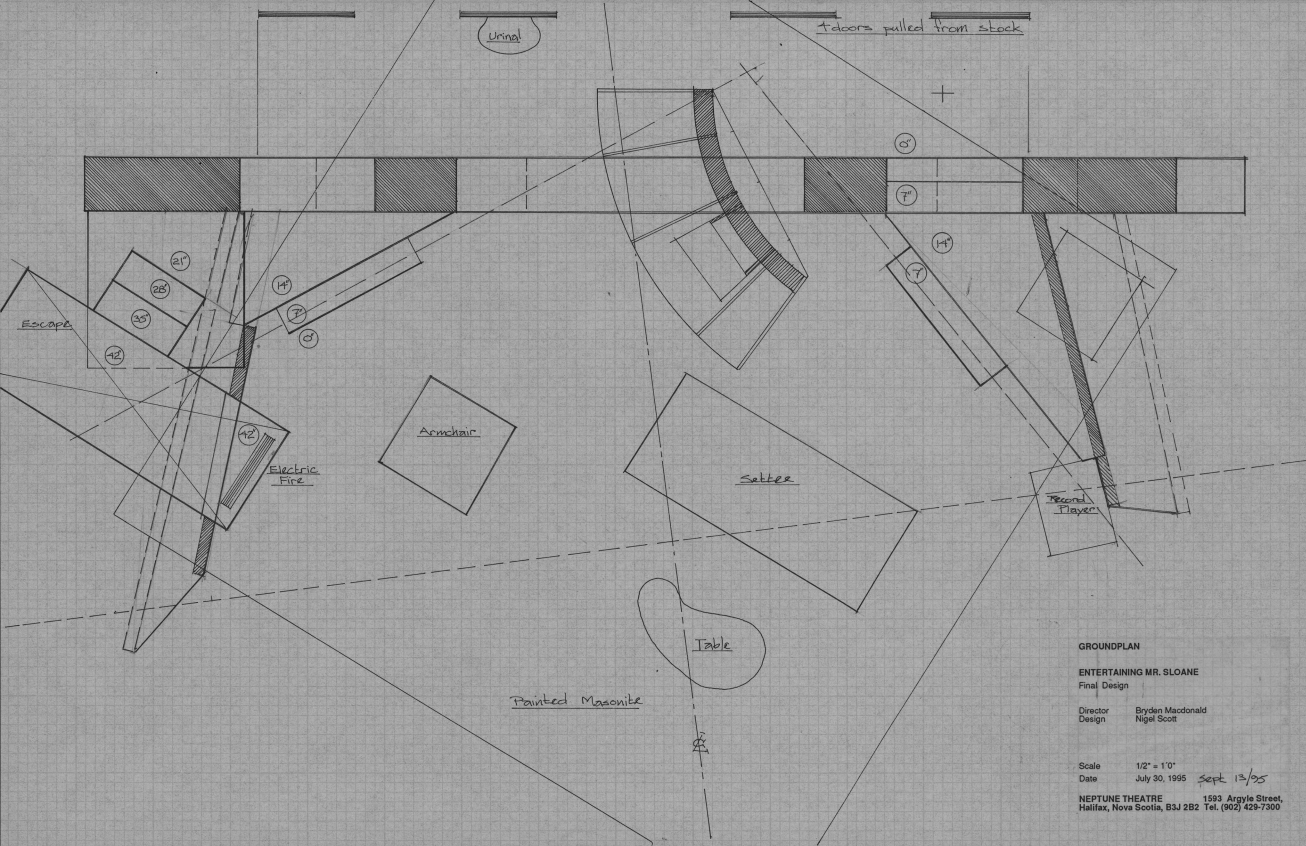 4 doors pulled from stock
Urinal
0"
7"
14"
7"
21"
28"
35"
42"
Escape
14"
7"
0"
42"
Electric
Fire
Armchair
Settee
Record
Player
Table
Painted Masonite
GROUNDPLAN
ENTERTAINING MR. SLOANE
Final Design
Director Bryden Macdonald
Design Nigel Scott
Scale 1/2" = 1'0"
Date July 30, 1995 Sept 13/95
NEPTUNE THEATRE 1593 Argyle Street,
Halifax, Nova Scotia, B3J 2B2 Tel. (902) 429-7300